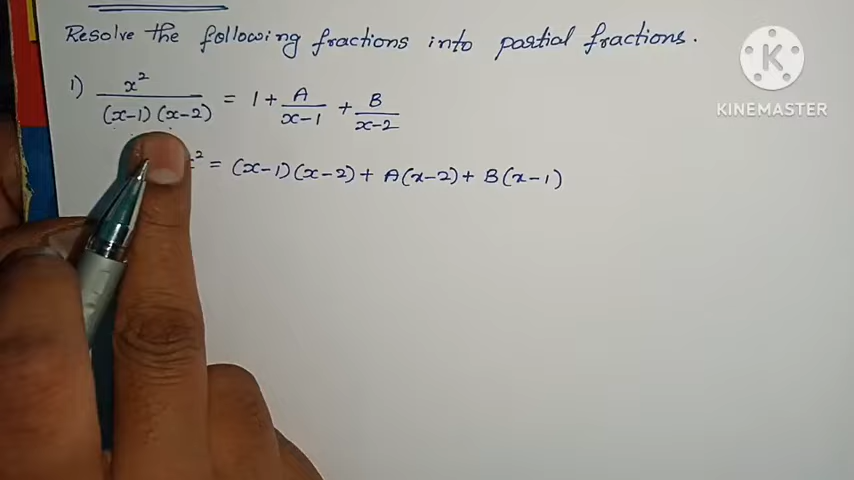 Resolve the following fractions into partial fractions.
K
KINEMASTER
1) x²/((x-1)(x-2)) = 1 + A/(x-1) + B/(x-2)
x² = (x-1)(x-2) + A(x-2) + B(x-1)